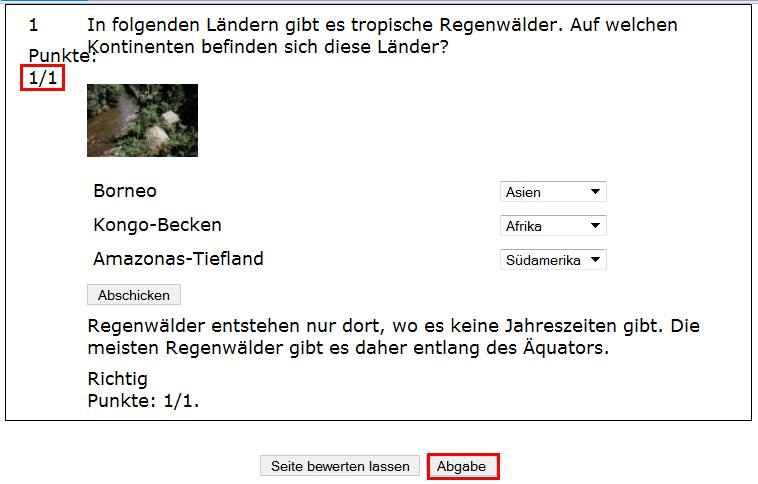 1
In folgenden Ländern gibt es tropische Regenwälder. Auf welchen
Kontinenten befinden sich diese Länder?
Punkte:
1/1
Borneo Asien
Kongo-Becken Afrika
Amazonas-Tiefland Südamerika
Abschicken
Regenwälder entstehen nur dort, wo es keine Jahreszeiten gibt. Die
meisten Regenwälder gibt es daher entlang des Äquators.
Richtig
Punkte: 1/1.
Seite bewerten lassen Abgabe